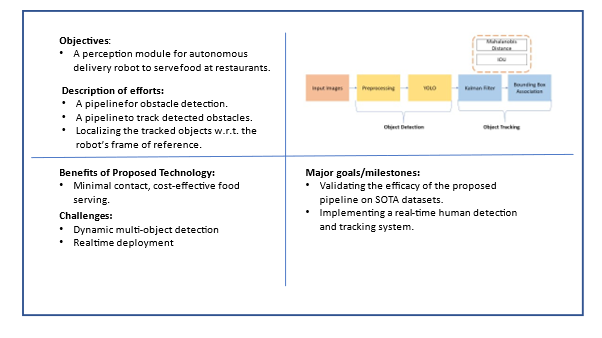 Objectives:
• A perception module for autonomous
delivery robot to servefood at restaurants.
Description of efforts:
• A pipelinefor obstacle detection.
• A pipelineto track detected obstacles.
• Localizing the tracked objects w.r.t. the
robot's frame of reference.
Mahalanobis
Distance
IOU
Input Images
Preprocessing
YOLO
Kalman Filter
Bounding Box
Association
Object Detection
Object Tracking
Benefits of Proposed Technology:
• Minimal contact, cost-effective food
serving.
Challenges:
• Dynamic multi-object detection
• Realtime deployment
Major goals/milestones:
• Validating the efficacy of the proposed
pipeline on SOTA datasets.
• Implementing a real-time human detection
and tracking system.